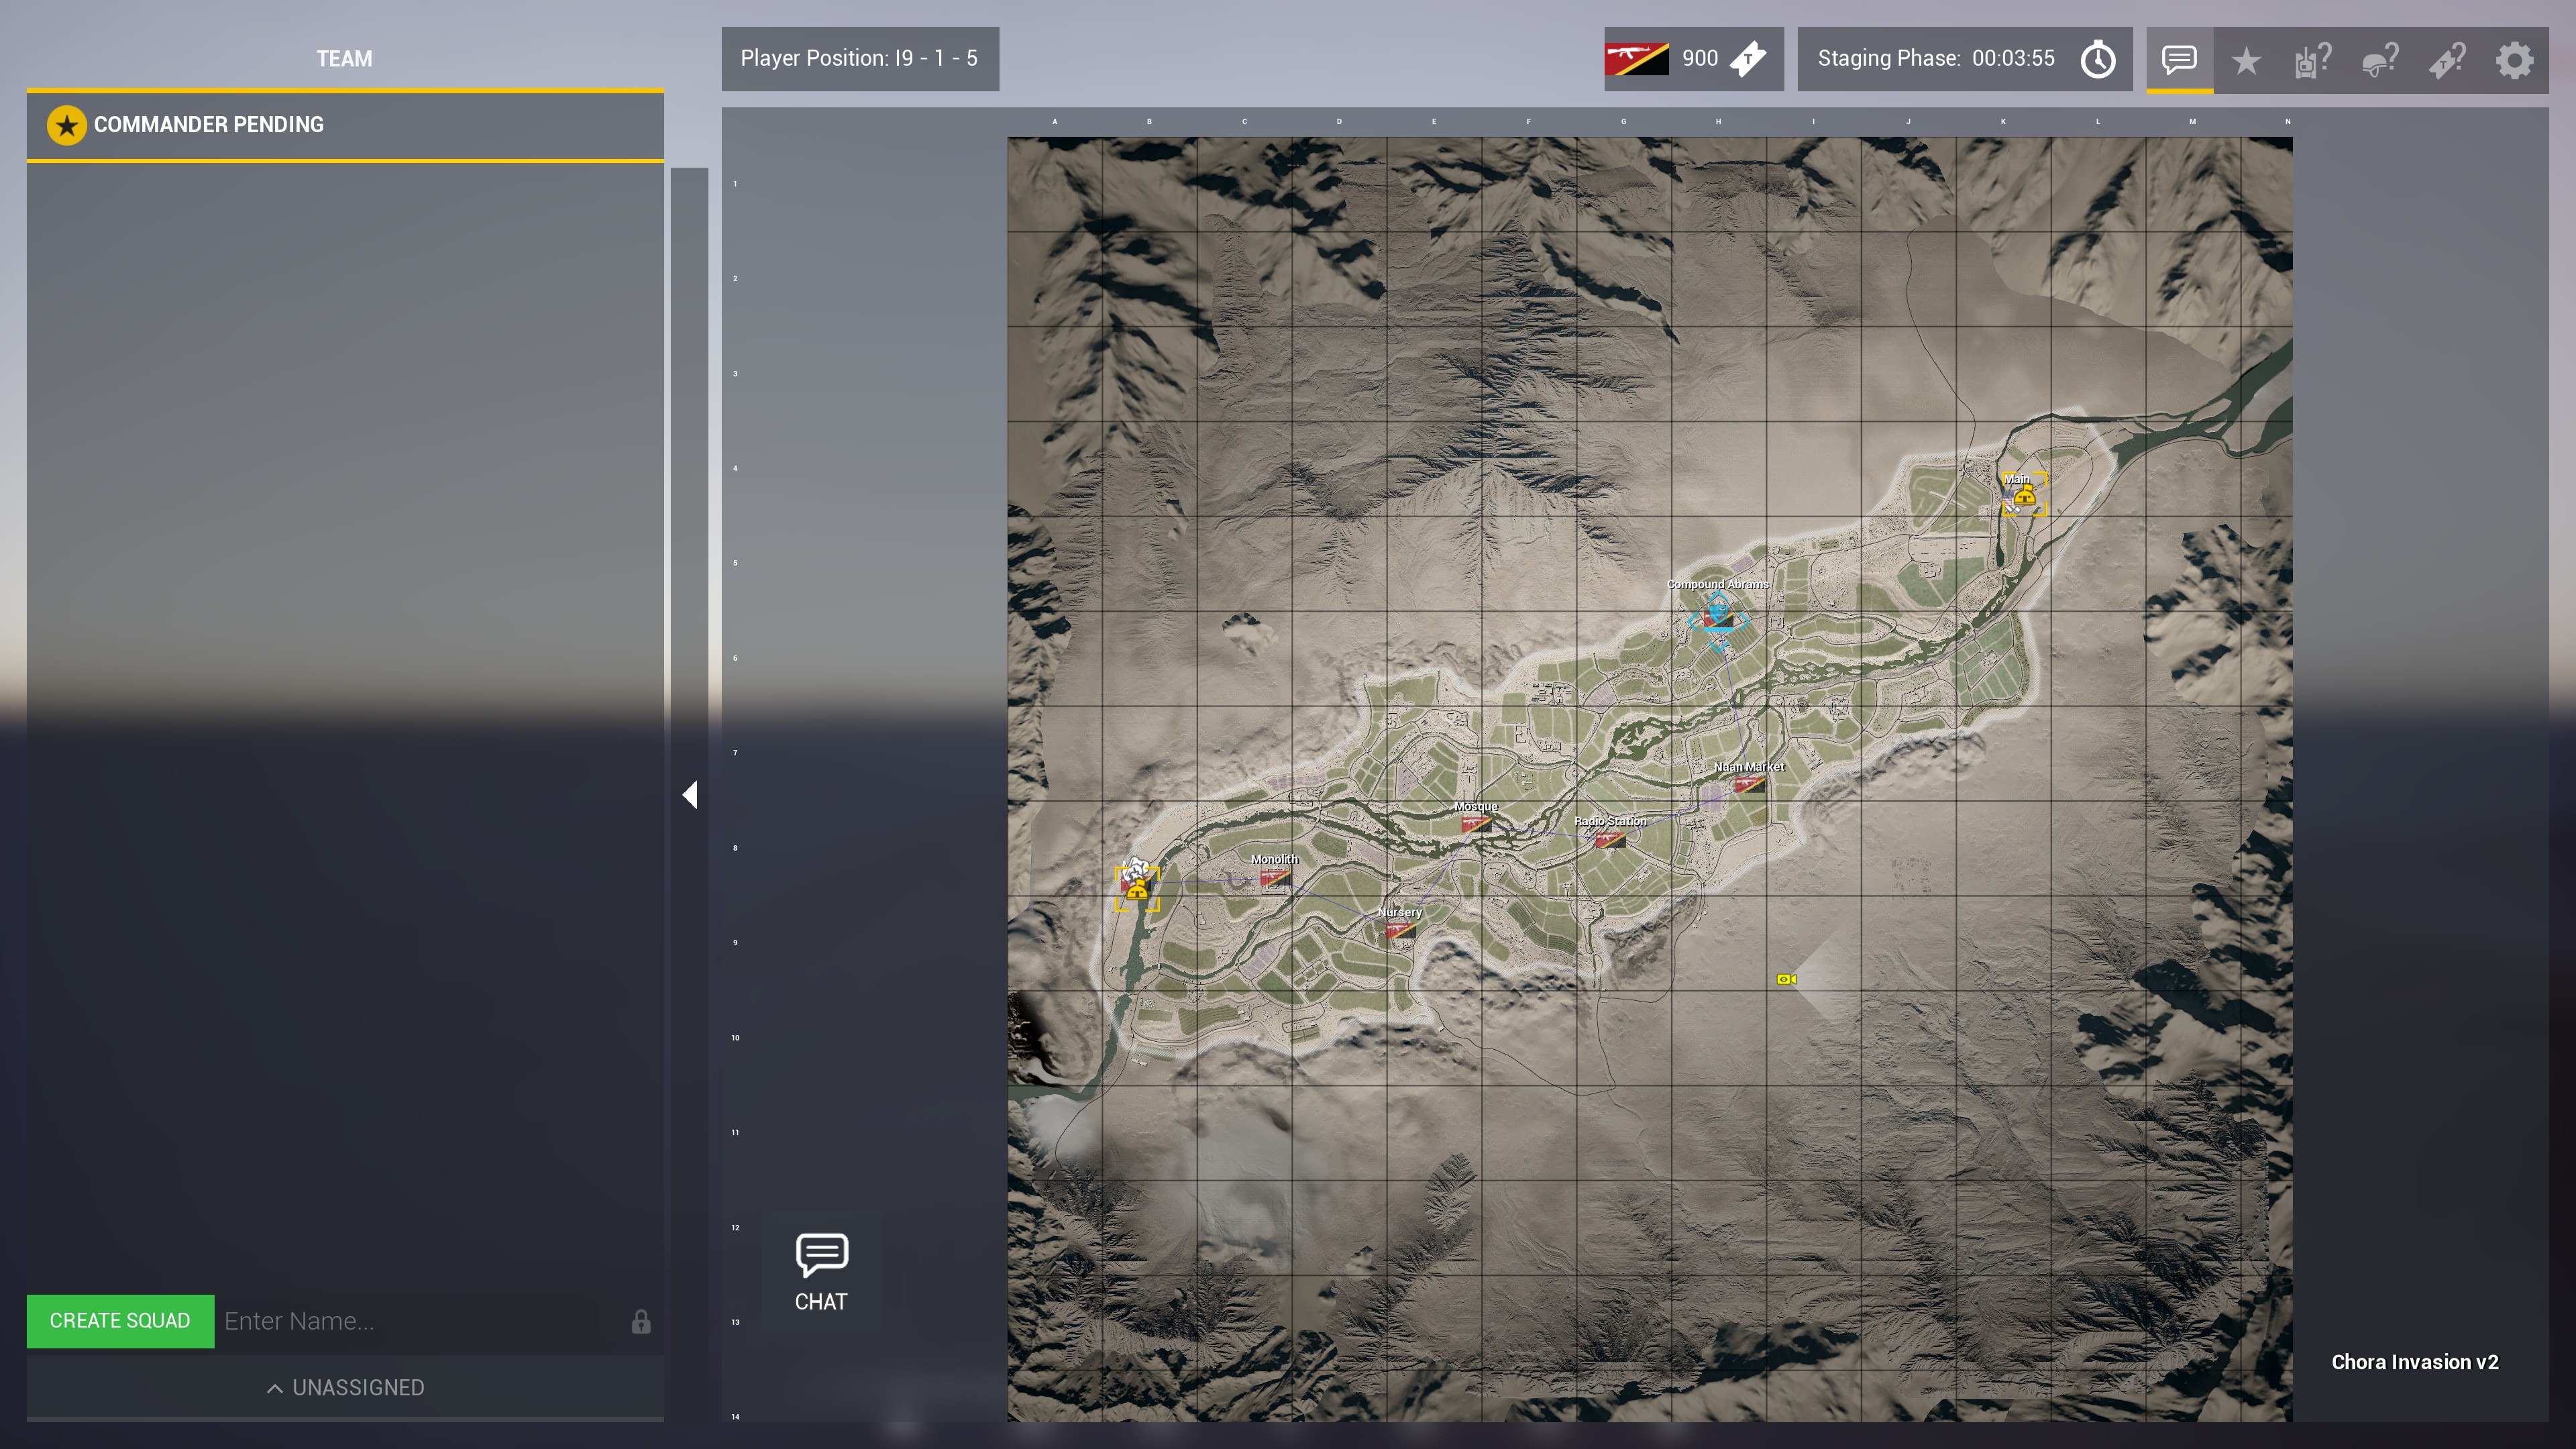 TEAM
Player Position: I9 - 1 - 5
900
T
Staging Phase: 00:03:55
?
?
T?
COMMANDER PENDING
A B C D E F G H I J K L M N
1
2
3
4
Main
5
Compound Abrams
6
7
Naan Market
Mosque
Radio Station
8
Monolith
Nursery
9
10
11
12
CHAT
13
CREATE SQUAD Enter Name...
Chora Invasion v2
UNASSIGNED
14